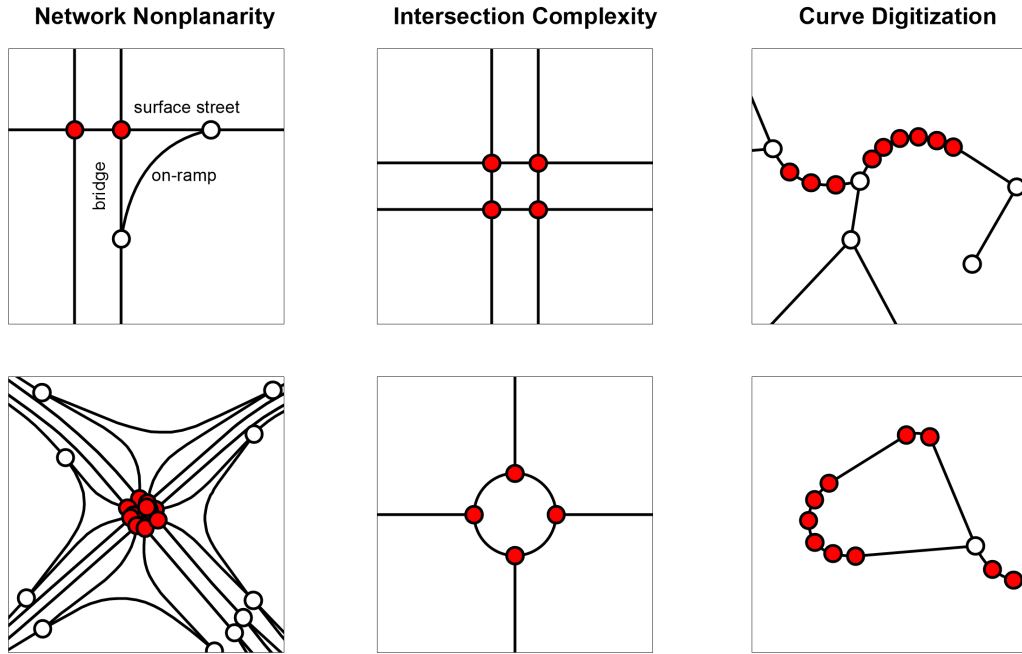 Network Nonplanarity
Intersection Complexity
Curve Digitization
surface street
on-ramp
bridge